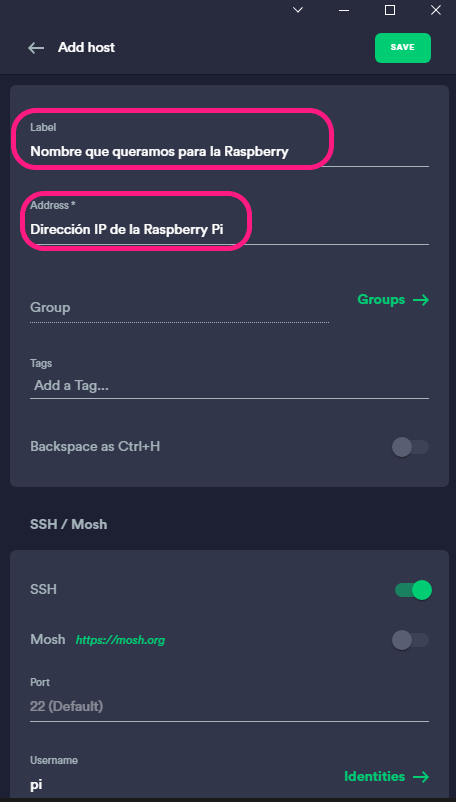 Add host
SAVE
Label
Nombre que queramos para la Raspberry
Address *
Dirección IP de la Raspberry Pi
Group
Groups
Tags
Add a Tag...
Backspace as Ctrl+H
SSH / Mosh
SSH
Mosh https://mosh.org
Port
22 (Default)
Username
pi
Identities